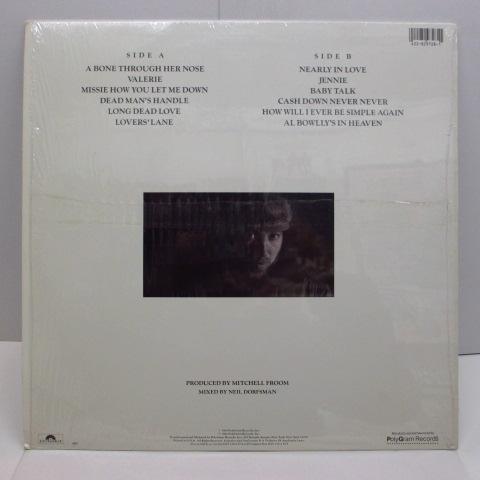 SIDE A
A BONE THROUGH HER NOSE
VALERIE
MISSIE HOW YOU LET ME DOWN
DEAD MAN'S HANDLE
LONG DEAD LOVE
LOVERS' LANE
SIDE B
NEARLY IN LOVE
JENNIE
BABY TALK
CASH DOWN NEVER NEVER
HOW WILL I EVER BE SIMPLE AGAIN
AL BOWLLY'S IN HEAVEN
PRODUCED BY MITCHELL FROOM
MIXED BY NEIL DORFSMAN
PolyGram Records